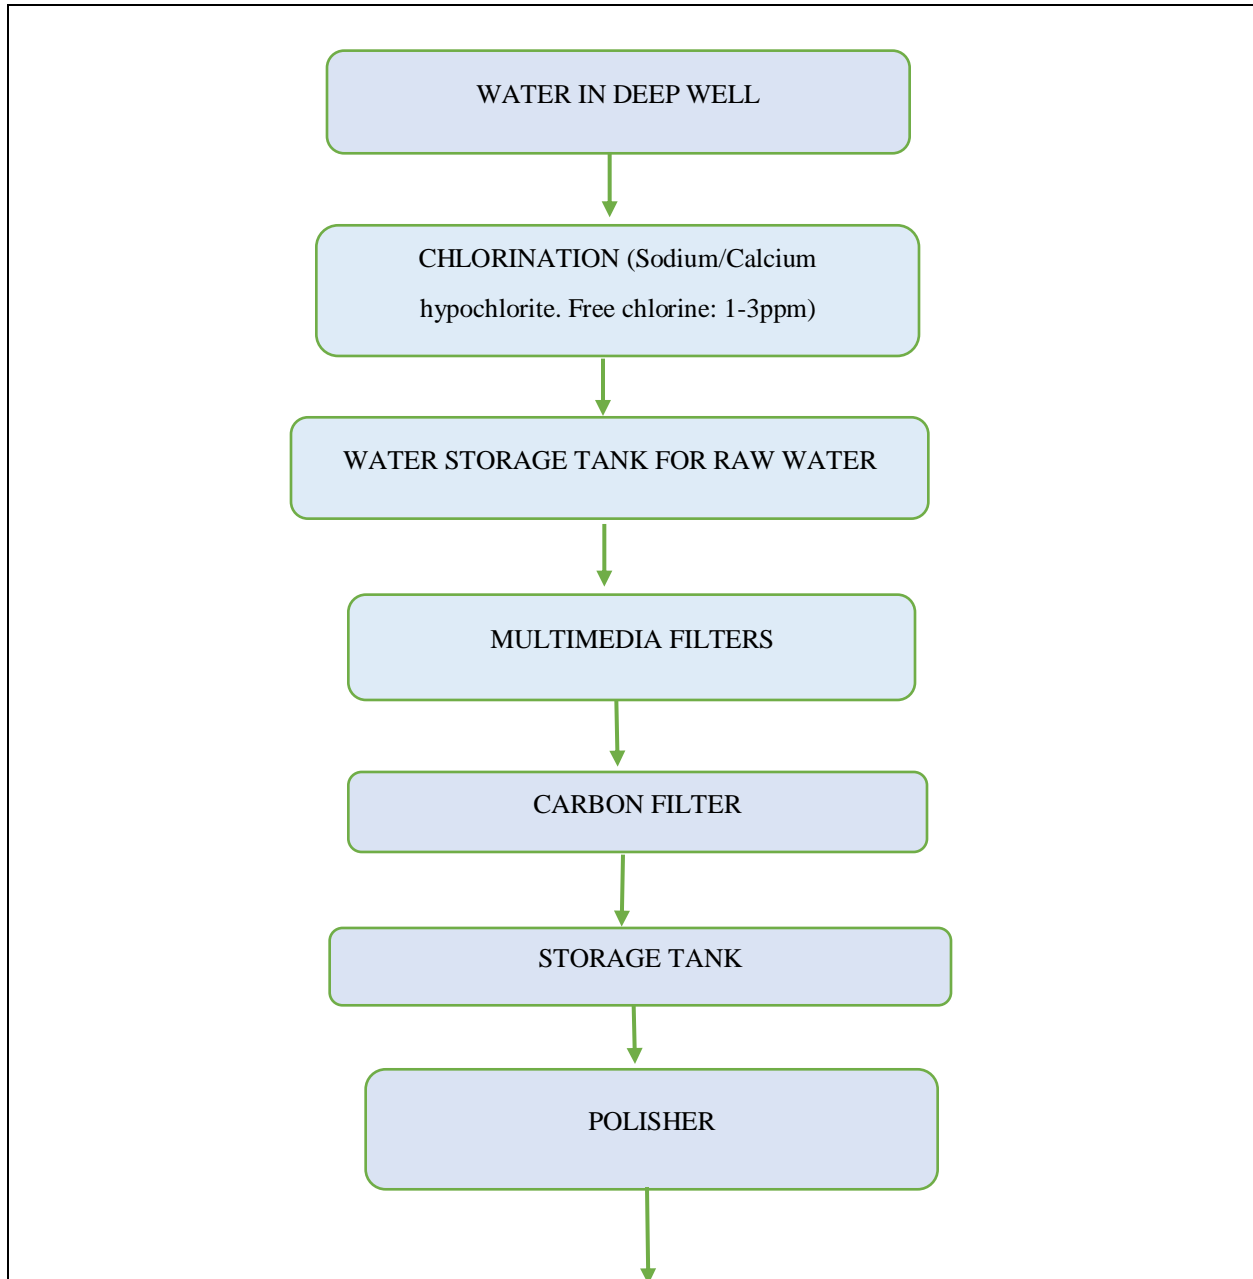 WATER IN DEEP WELL
CHLORINATION (Sodium/Calcium
hypochlorite. Free chlorine: 1-3ppm)
WATER STORAGE TANK FOR RAW WATER
MULTIMEDIA FILTERS
CARBON FILTER
STORAGE TANK
POLISHER